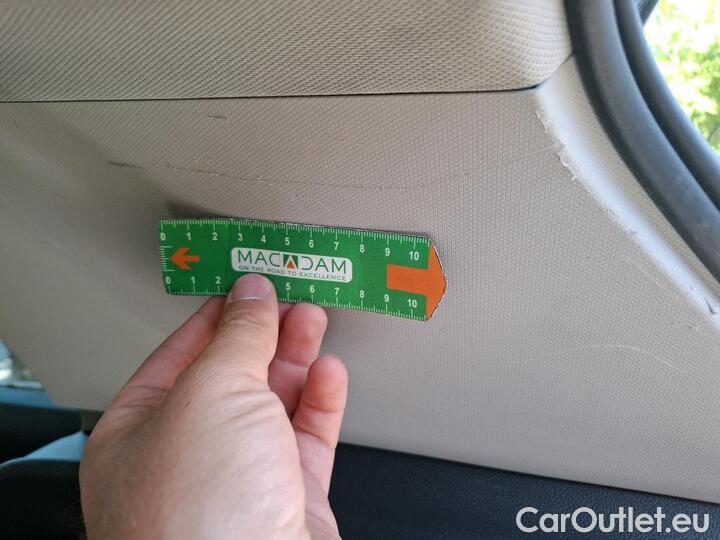 0 1 2 3 4 5 6 7 8 9 10
MACADAM
ON THE ROAD TO EXCELLENCE
0 1 2 5 6 7 8 9 10
CarOutlet.eu